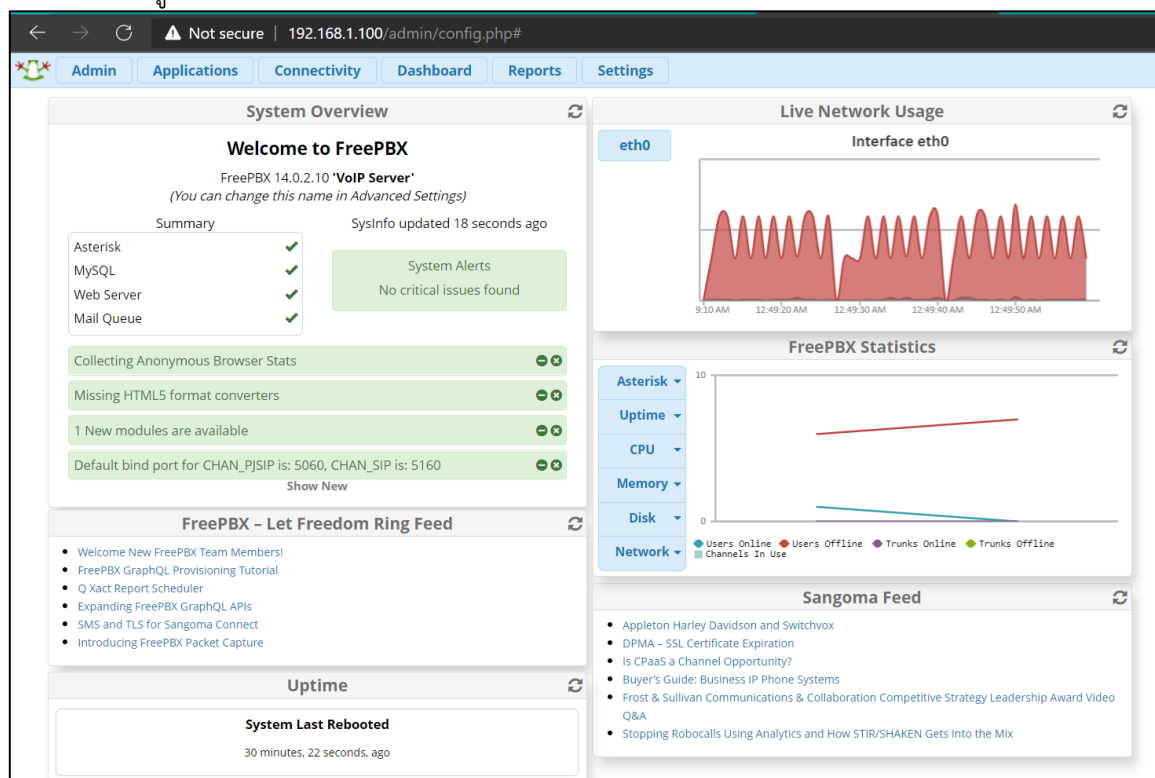 Not secure | 192.168.1.100/admin/config.php#
Admin Applications Connectivity Dashboard Reports Settings
System Overview
Welcome to FreePBX
FreePBX 14.0.2.10 'VoIP Server'
(You can change this name in Advanced Settings)
Summary
Asterisk
MySQL
Web Server
Mail Queue
SysInfo updated 18 seconds ago
System Alerts
No critical issues found
Collecting Anonymous Browser Stats
Missing HTML5 format converters
1 New modules are available
Default bind port for CHAN_PJSIP is: 5060, CHAN_SIP is: 5160
Show New
FreePBX – Let Freedom Ring Feed
Welcome New FreePBX Team Members!
FreePBX GraphQL Provisioning Tutorial
Q Xact Report Scheduler
Expanding FreePBX GraphQL APIs
SMS and TLS for Sangoma Connect
Introducing FreePBX Packet Capture
Uptime
System Last Rebooted
30 minutes, 22 seconds, ago
Live Network Usage
eth0
Interface eth0
9:10 AM 12:49:20 AM 12:49:30 AM 12:49:40 AM 12:49:50 AM
FreePBX Statistics
Asterisk
Uptime
CPU
Memory
Disk
Network
10
0
Users Online Users Offline Trunks Online Trunks Offline
Channels In Use
Sangoma Feed
Appleton Harley Davidson and Switchvox
DPMA – SSL Certificate Expiration
Is CPaaS a Channel Opportunity?
Buyer's Guide: Business IP Phone Systems
Frost & Sullivan Communications & Collaboration Competitive Strategy Leadership Award Video
Q&A
Stopping Robocalls Using Analytics and How STIR/SHAKEN Gets Into the Mix